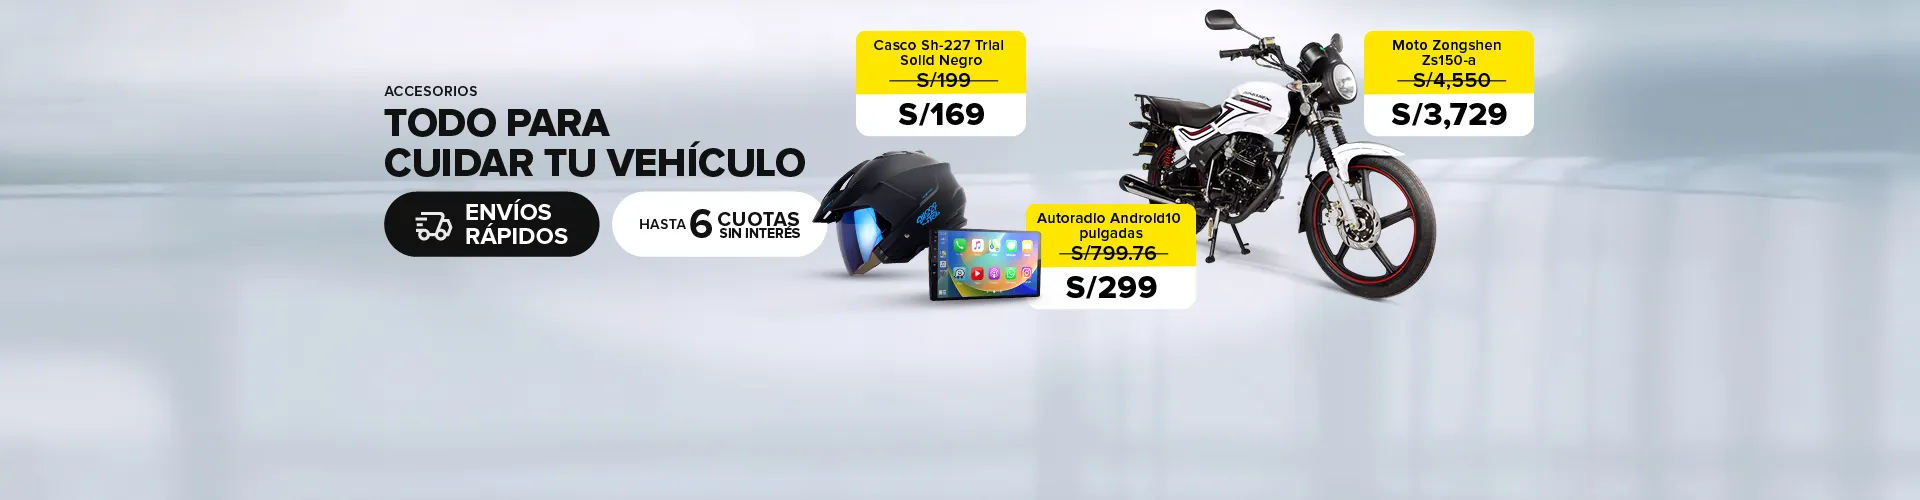 ACCESORIOS
TODO PARA
CUIDAR TU VEHÍCULO
ENVÍOS
RÁPIDOS
HASTA 6 CUOTAS
SIN INTERÉS
Casco Sh-227 Trial
Solid Negro
S/199
S/169
Autoradio Android10
pulgadas
S/799.76
S/299
Moto Zongshen
Zs150-a
S/4,550
S/3,729